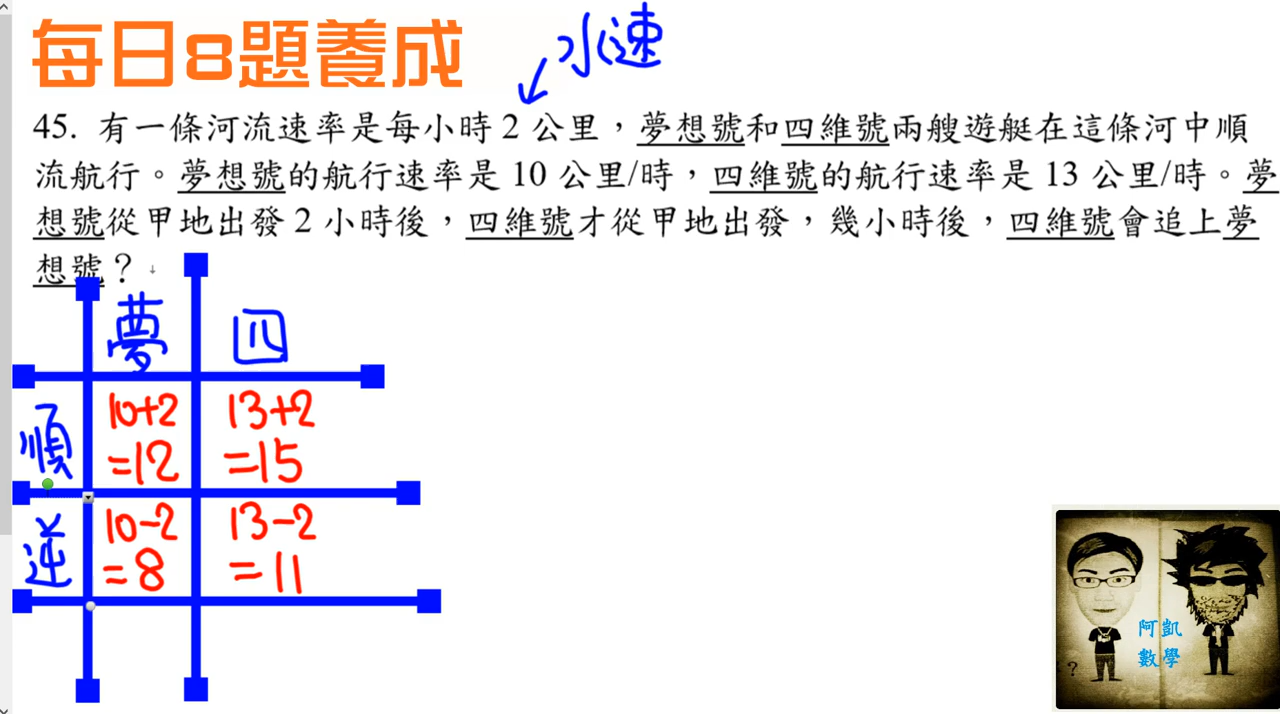 每日8題養成
水速
45. 有一條河流速率是每小時 2 公里，夢想號和四維號兩艘遊艇在這條河中順
流航行。夢想號的航行速率是 10 公里/時，四維號的航行速率是 13 公里/時。夢
想號從甲地出發 2 小時後，四維號才從甲地出發，幾小時後，四維號會追上夢
想號？
夢 四
順 10+2 13+2
=12 =15
逆 10-2 13-2
=8 =11
阿凱
數學
?